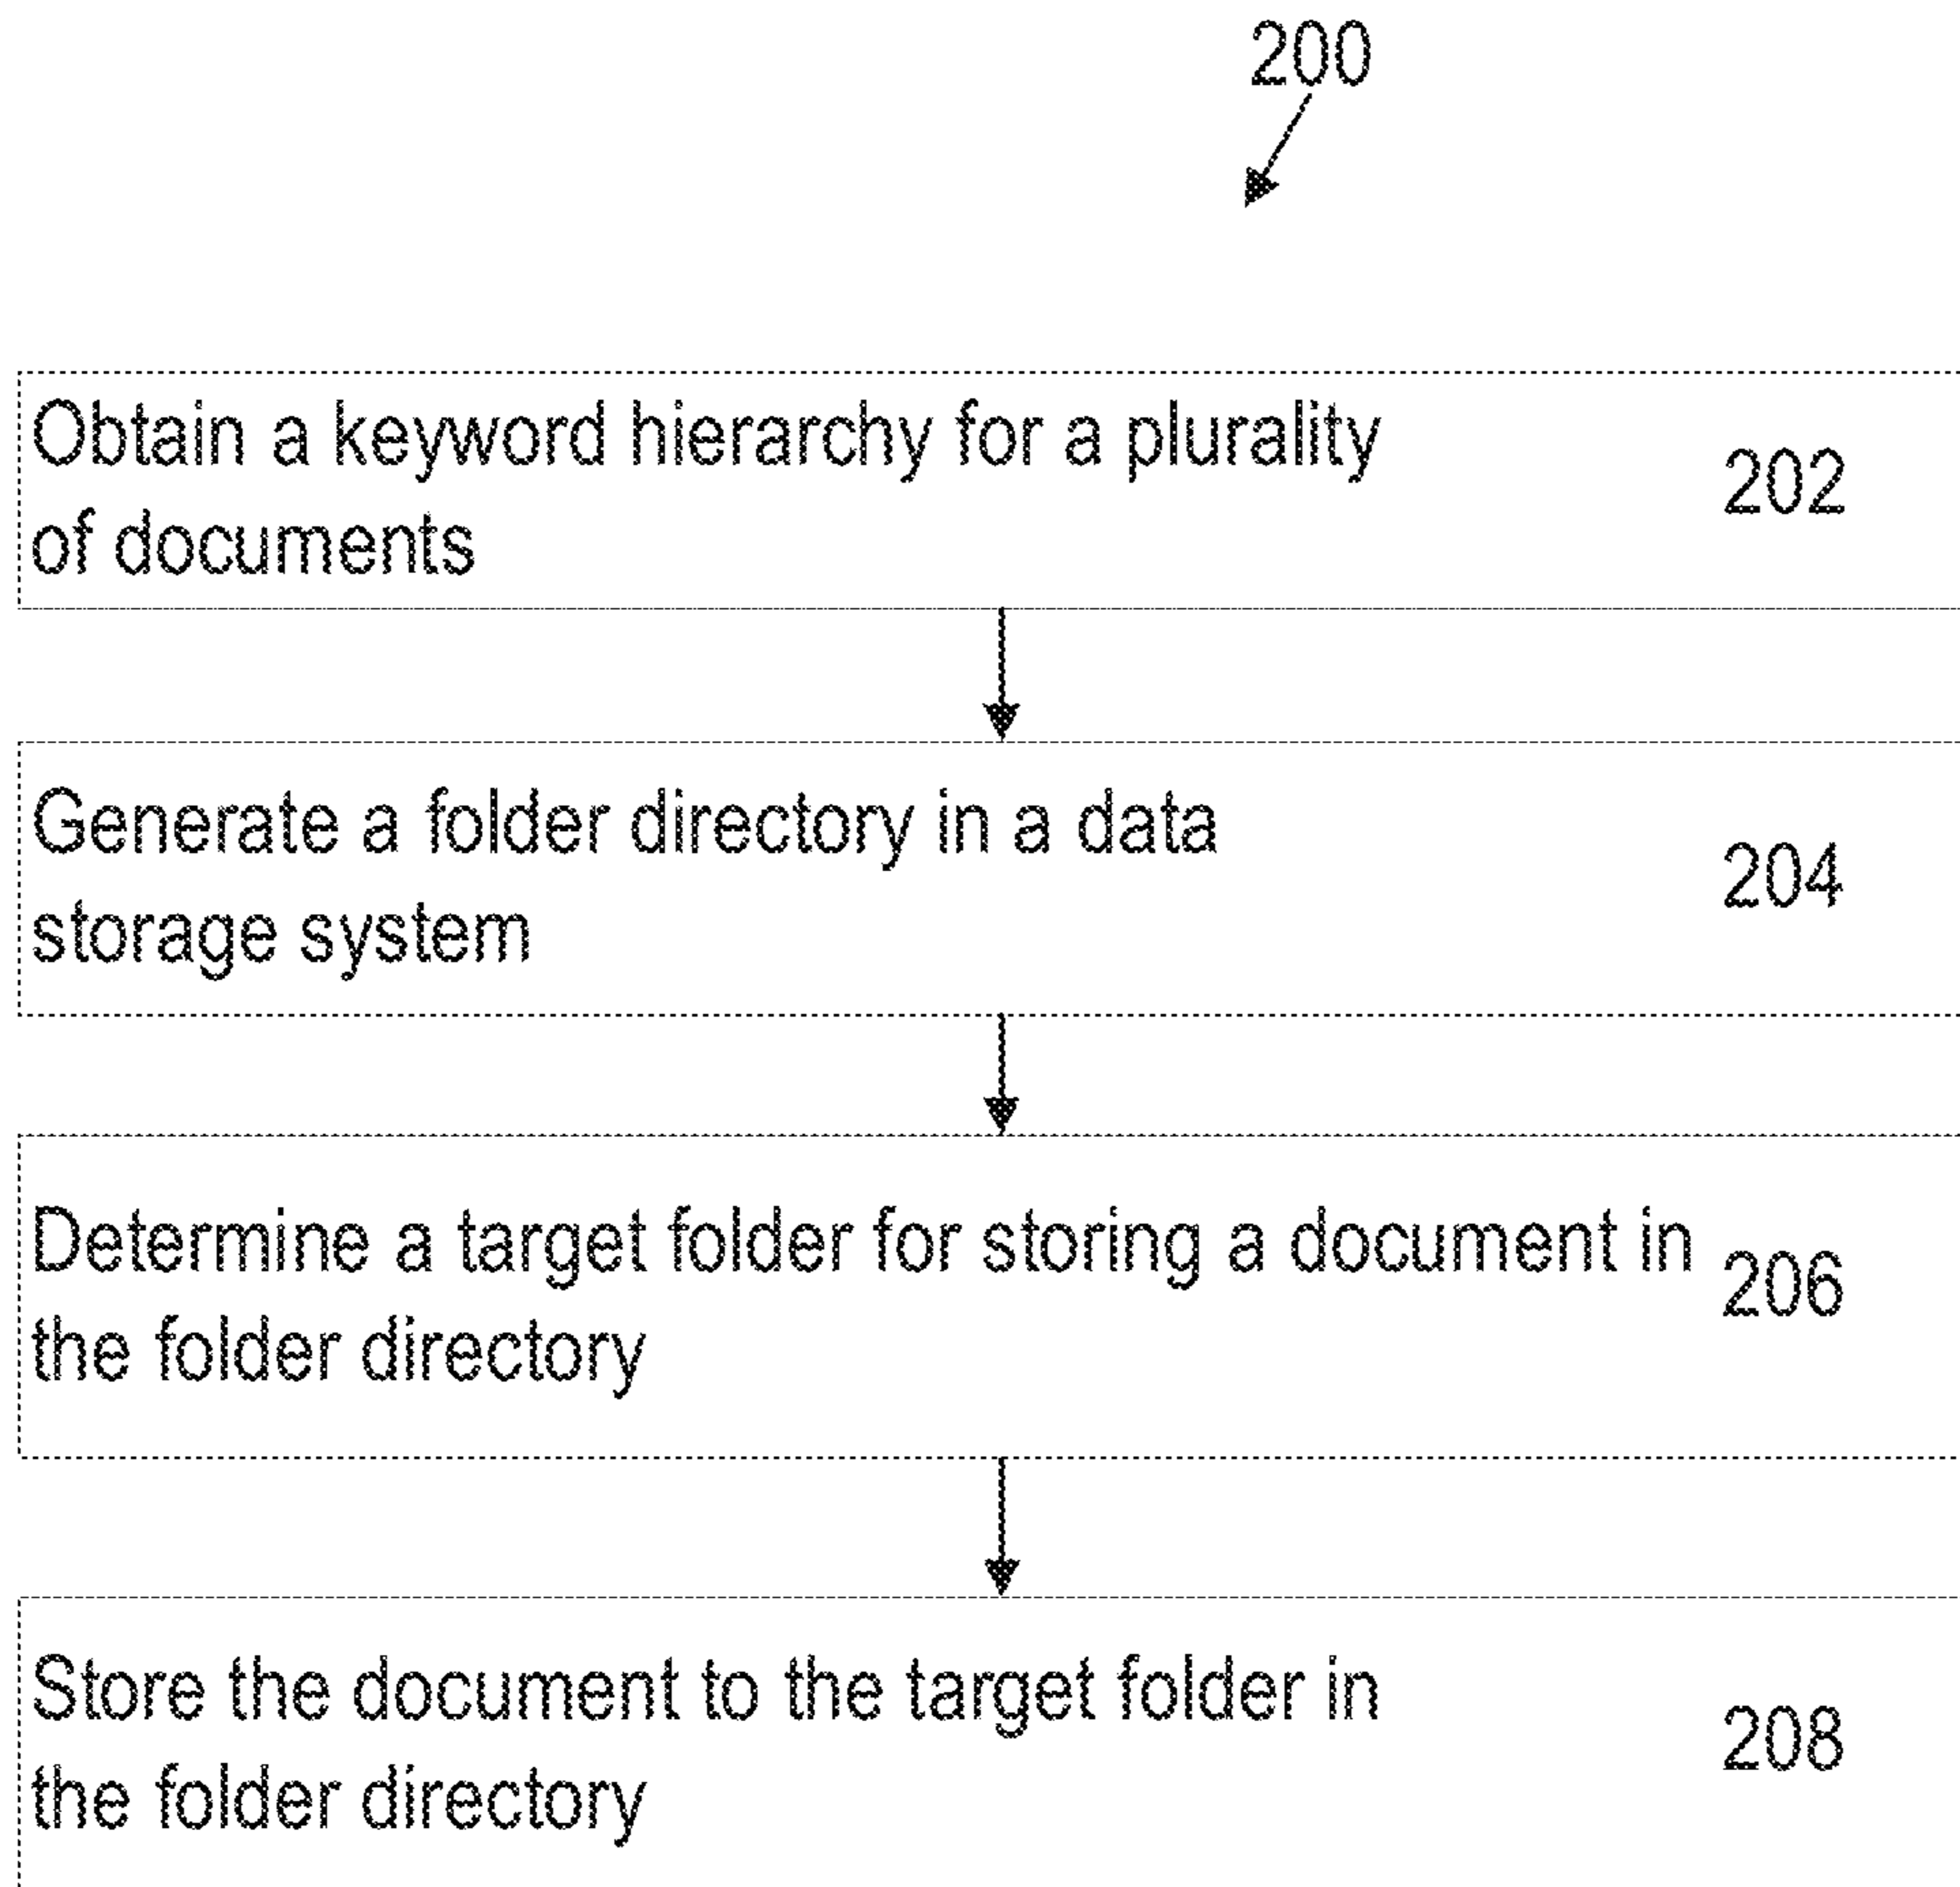 200
Obtain a keyword hierarchy for a plurality
of documents
202
Generate a folder directory in a data
storage system
204
Determine a target folder for storing a document in
the folder directory
206
Store the document to the target folder in
the folder directory
208